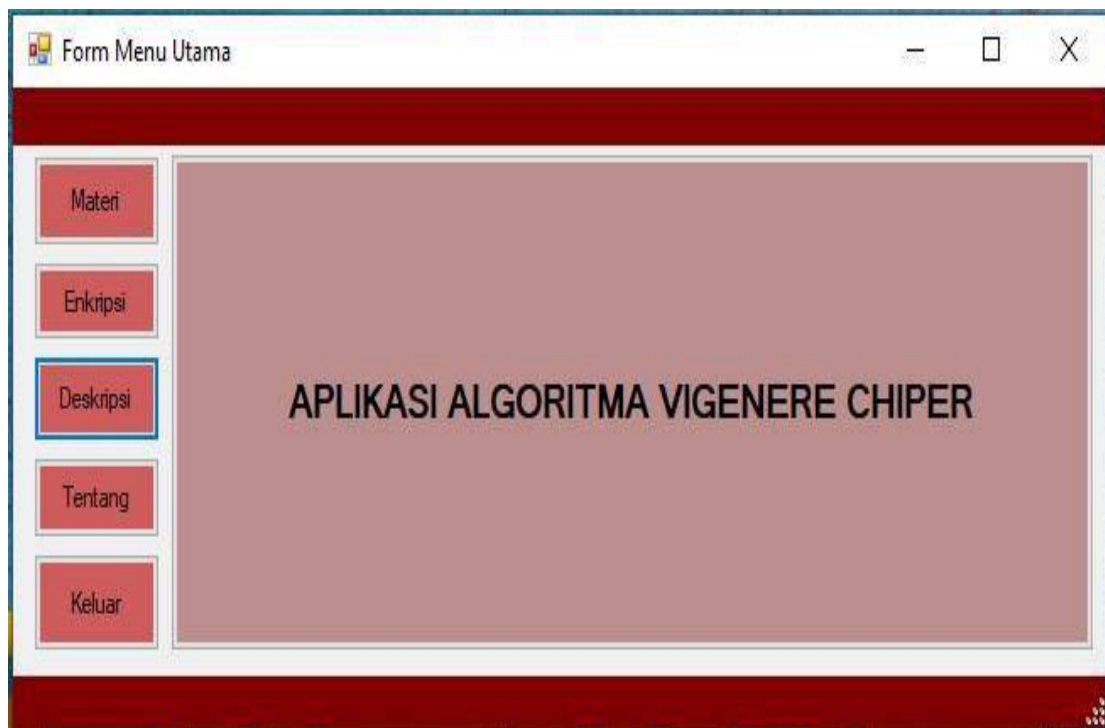 Form Menu Utama
Materi
Enkripsi
Deskripsi
APLIKASI ALGORITMA VIGENERE CHIPER
Tentang
Keluar